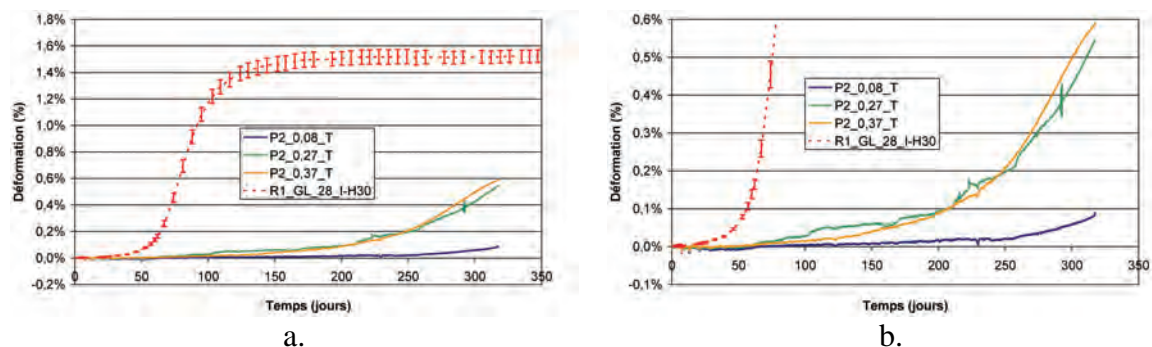 1,8%
1,6%
1,4%
1,2%
1,0%
0,8%
0,6%
0,4%
0,2%
0,0%
-0,2%
Déformation (%)
0 50 100 150 200 250 300 350
Temps (jours)
P2_0,08_T
P2_0,27_T
P2_0,37_T
R1_GL_28_I-H30
a.
0,6%
0,5%
0,4%
0,3%
0,2%
0,1%
0,0%
-0,1%
Déformation (%)
0 50 100 150 200 250 300 350
Temps (jours)
P2_0,08_T
P2_0,27_T
P2_0,37_T
R1_GL_28_I-H30
b.